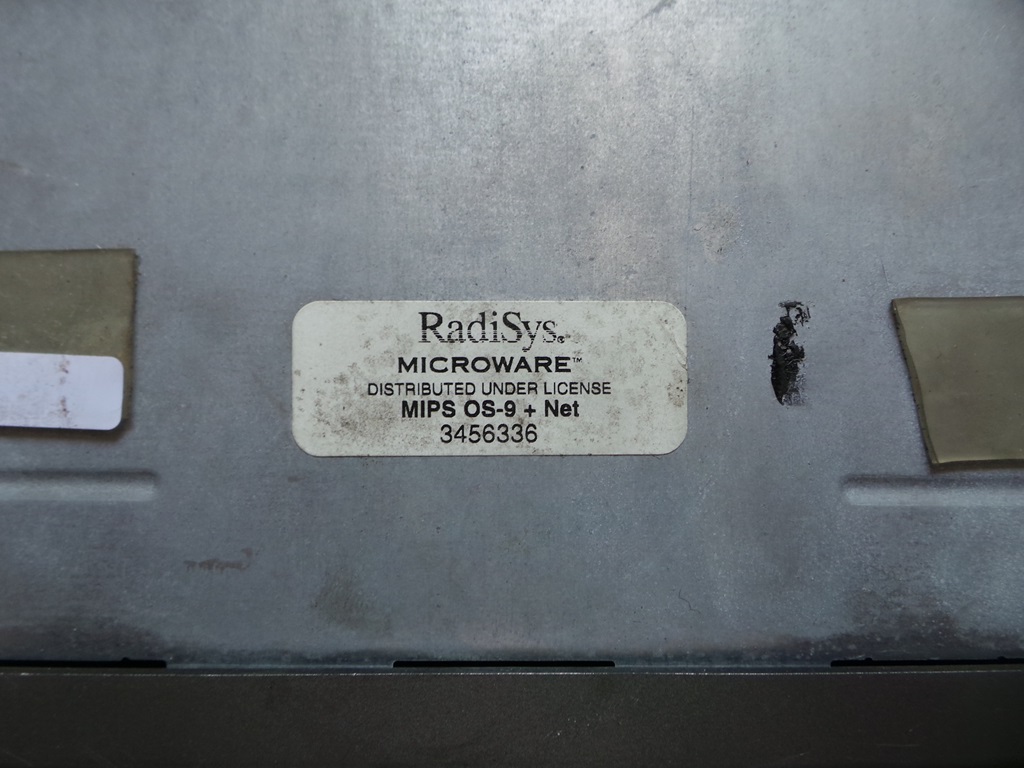 RadiSys®
MICROWARE™
DISTRIBUTED UNDER LICENSE
MIPS OS-9 + Net
3456336